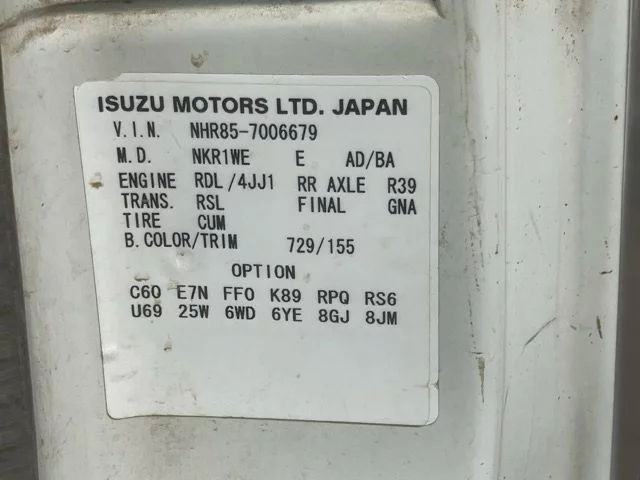 ISUZU MOTORS LTD. JAPAN
V.I.N. NHR85-7006679
M.D. NKR1WE E AD/BA
ENGINE RDL/4JJ1 RR AXLE R39
TRANS. RSL FINAL GNA
TIRE CUM
B.COLOR/TRIM 729/155
OPTION
C60 E7N FF0 K89 RPQ RS6
U69 25W 6WD 6YE 8GJ 8JM